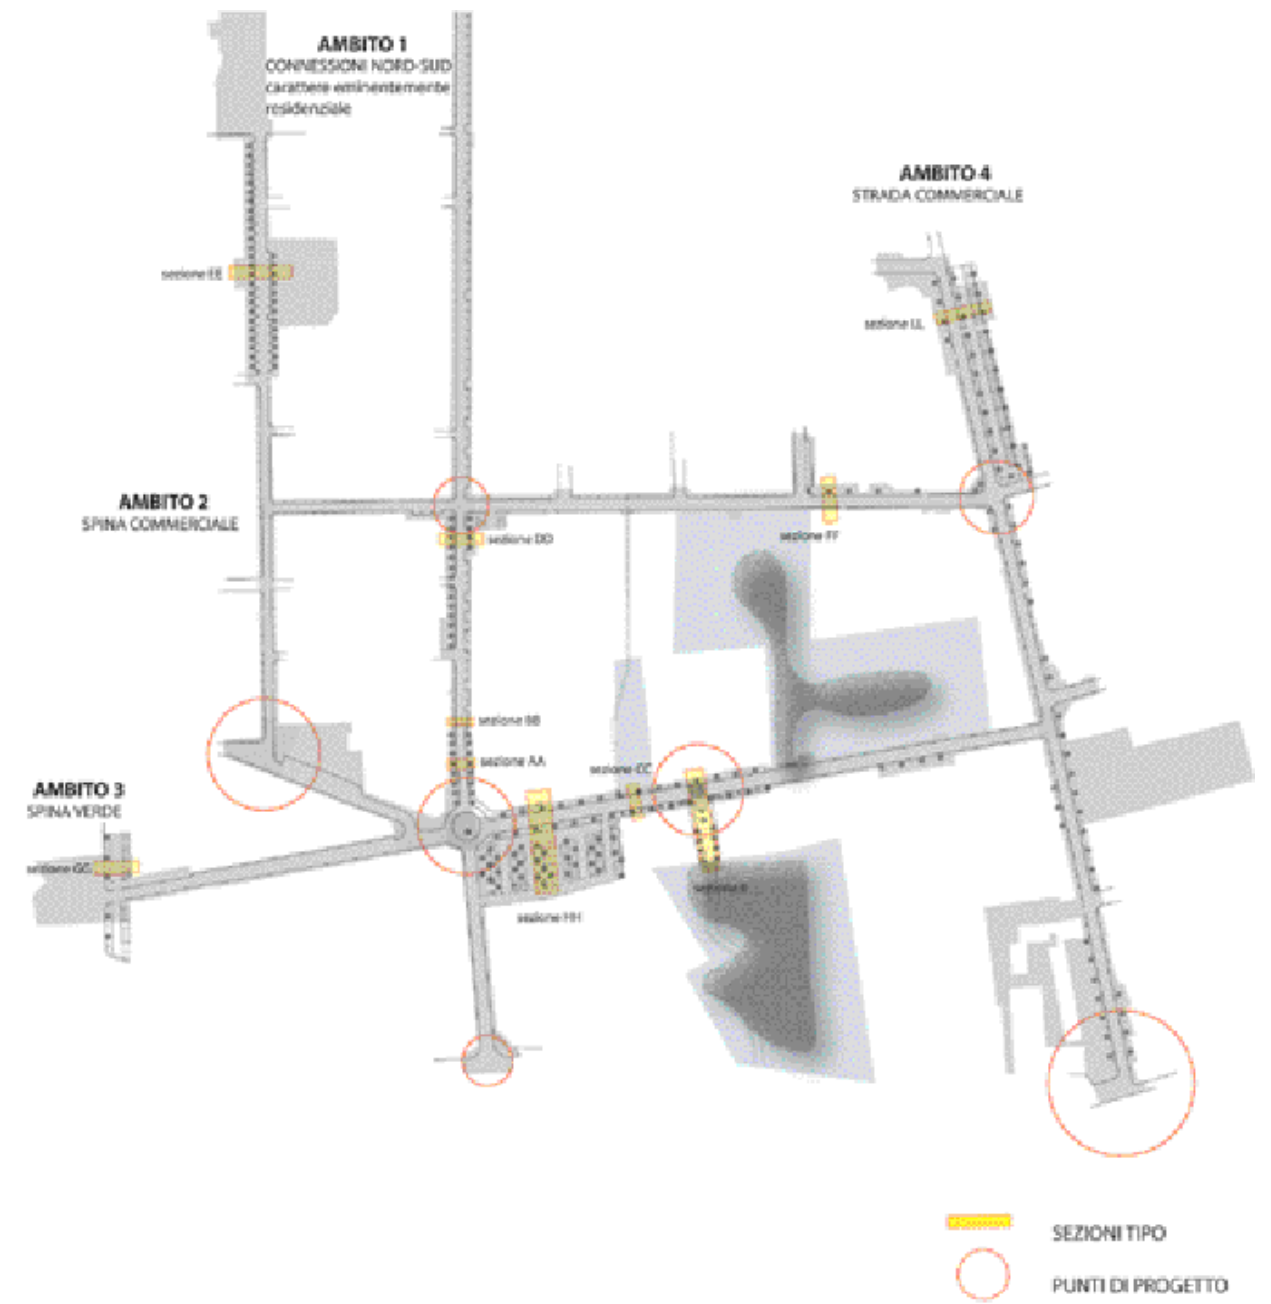 AMBITO 1
CONNESSIONI NORD-SUD
carattere eminentemente
residenziale
AMBITO 4
STRADA COMMERCIALE
sezione EE
sezione LL
AMBITO 2
SPINA COMMERCIALE
sezione DD
sezione FF
sezione BB
sezione AA
sezione CC
AMBITO 3
SPINA VERDE
sezione GG
sezione HH
SEZIONI TIPO
PUNTI DI PROGETTO